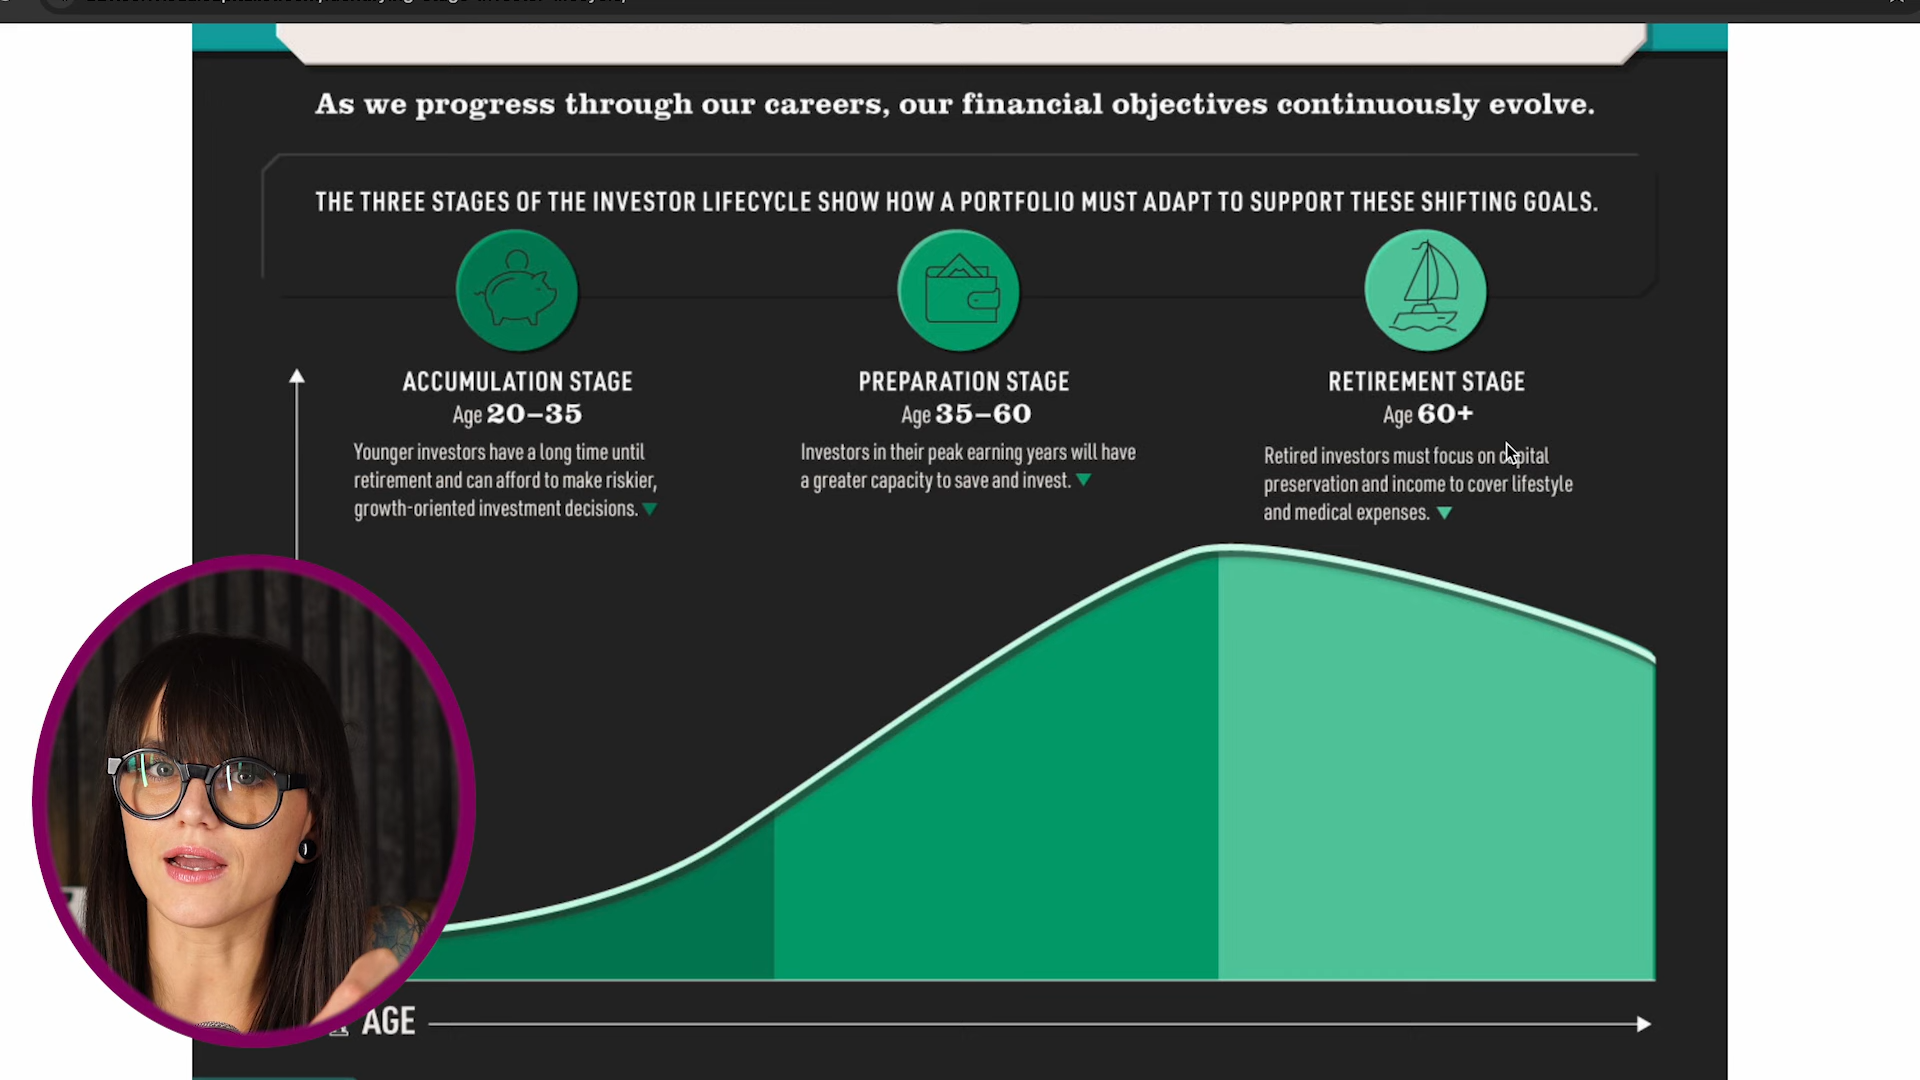 As we progress through our careers, our financial objectives continuously evolve.
THE THREE STAGES OF THE INVESTOR LIFECYCLE SHOW HOW A PORTFOLIO MUST ADAPT TO SUPPORT THESE SHIFTING GOALS.
ACCUMULATION STAGE
Age 20–35
Younger investors have a long time until
retirement and can afford to make riskier,
growth-oriented investment decisions.
PREPARATION STAGE
Age 35–60
Investors in their peak earning years will have
a greater capacity to save and invest.
RETIREMENT STAGE
Age 60+
Retired investors must focus on capital
preservation and income to cover lifestyle
and medical expenses.
AGE